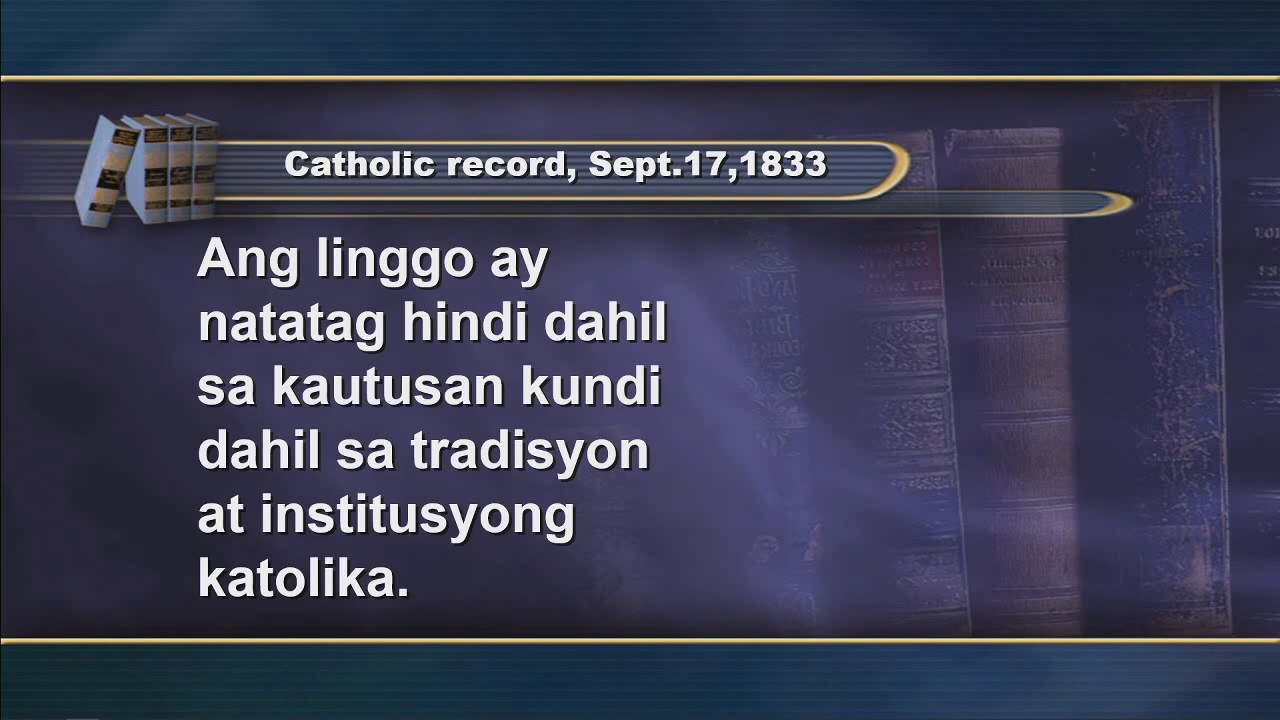 Catholic record, Sept.17,1833
Ang linggo ay
natatag hindi dahil
sa kautusan kundi
dahil sa tradisyon
at institusyong
katolika.